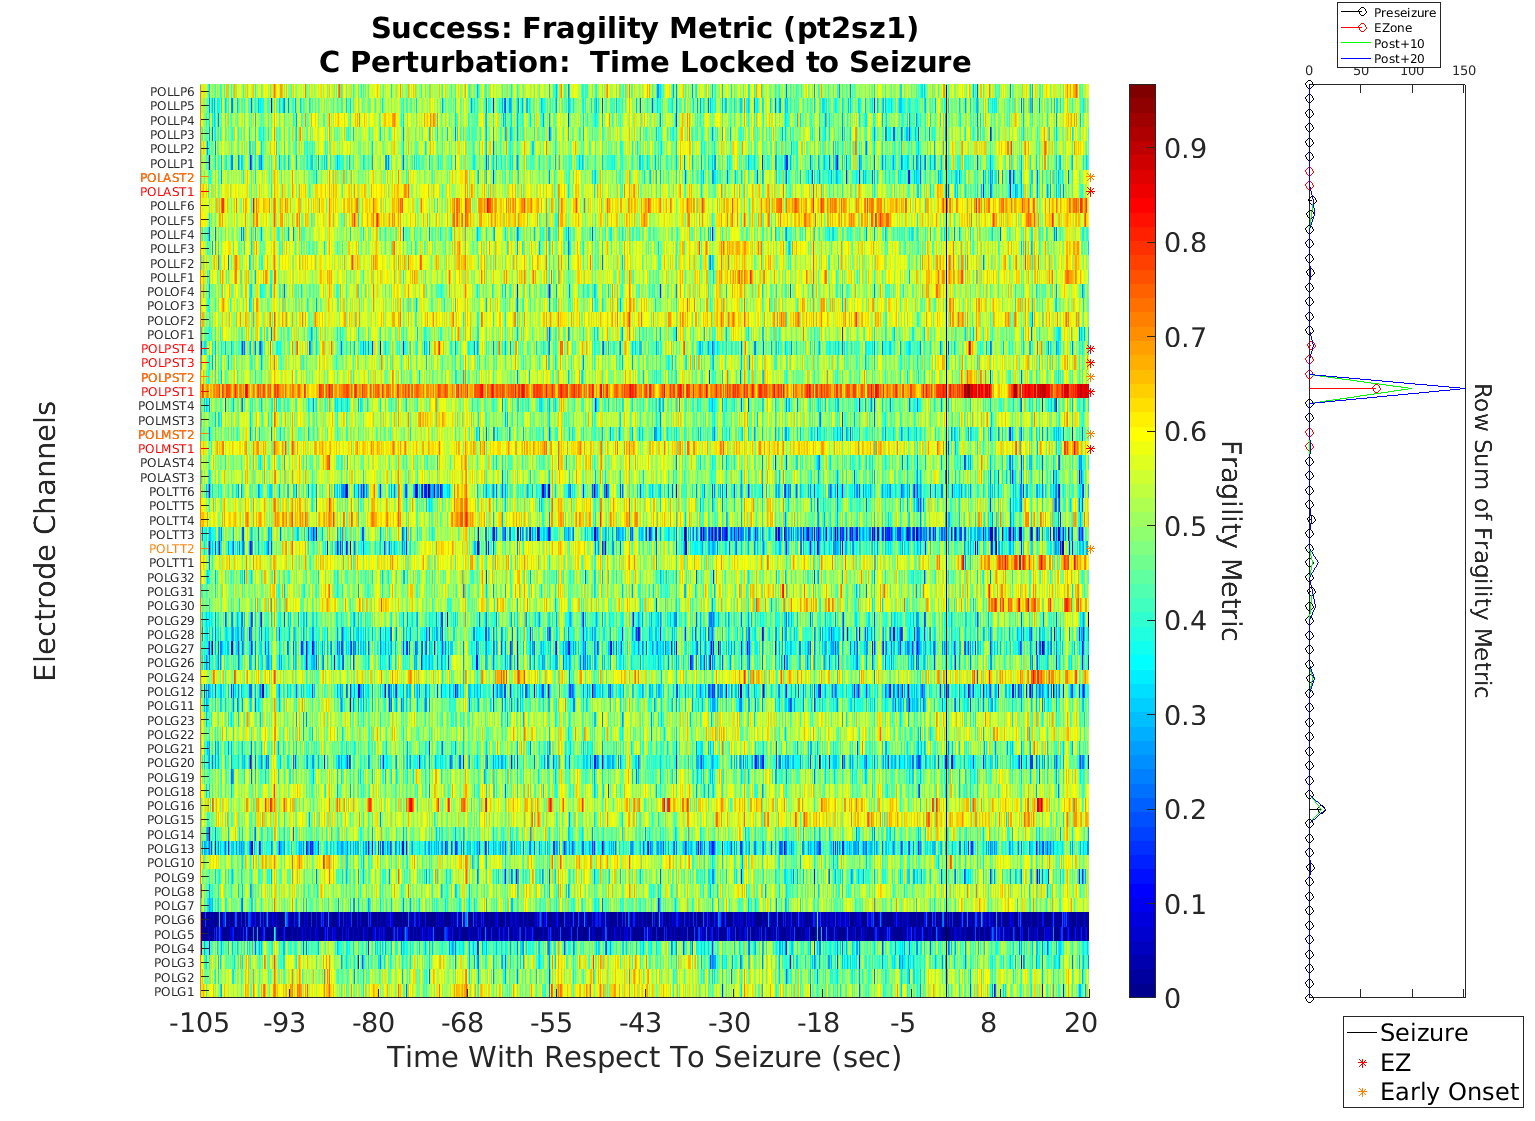 Success: Fragility Metric (pt2sz1)
C Perturbation:  Time Locked to Seizure
Preseizure
EZone
Post+10
Post+20
0 50 100 150
Electrode Channels
POLLP6
POLLP5
POLLP4
POLLP3
POLLP2
POLLP1
POLAST2
POLAST1
POLLF6
POLLF5
POLLF4
POLLF3
POLLF2
POLLF1
POLOF4
POLOF3
POLOF2
POLOF1
POLPST4
POLPST3
POLPST2
POLPST1
POLMST4
POLMST3
POLMST2
POLMST1
POLAST4
POLAST3
POLTT6
POLTT5
POLTT4
POLTT3
POLTT2
POLTT1
POLG32
POLG31
POLG30
POLG29
POLG28
POLG27
POLG26
POLG24
POLG12
POLG11
POLG23
POLG22
POLG21
POLG20
POLG19
POLG18
POLG16
POLG15
POLG14
POLG13
POLG10
POLG9
POLG8
POLG7
POLG6
POLG5
POLG4
POLG3
POLG2
POLG1
-105 -93 -80 -68 -55 -43 -30 -18 -5 8 20
Time With Respect To Seizure (sec)
0.9
0.8
0.7
0.6
0.5
0.4
0.3
0.2
0.1
0
Fragility Metric
Row Sum of Fragility Metric
Seizure
EZ
Early Onset